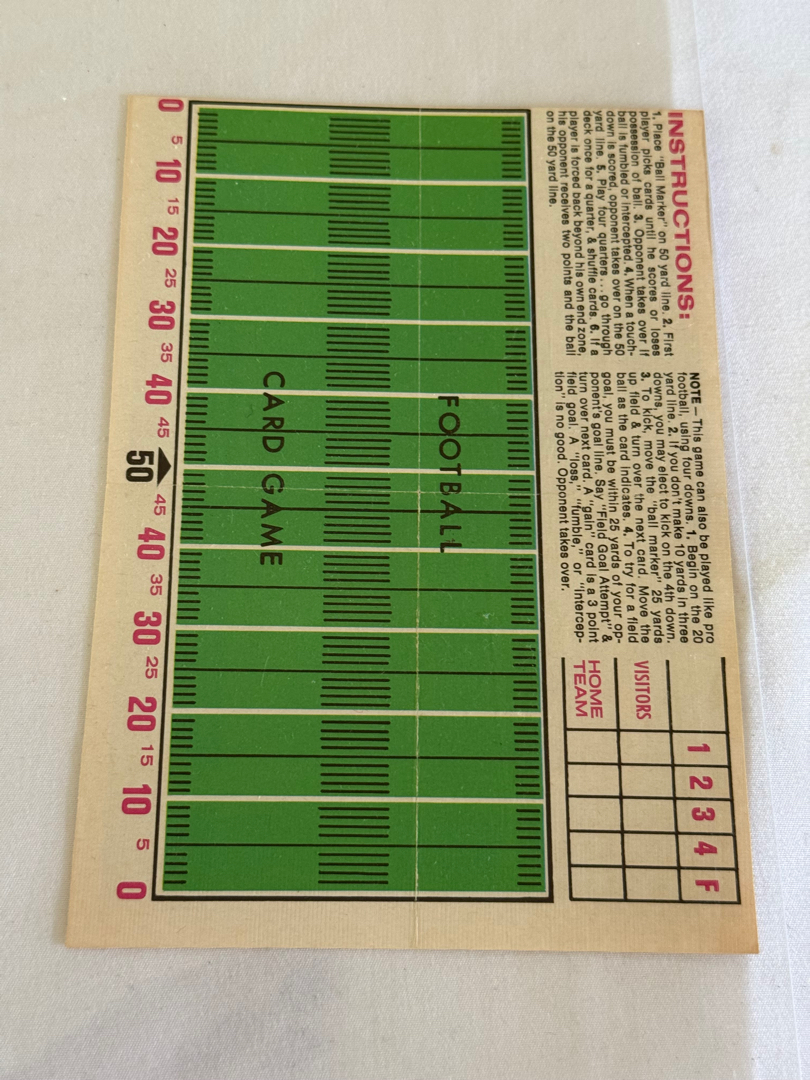 INSTRUCTIONS:
1. Place "Ball Marker" on 50 yard line. 2. First
player picks cards until he scores or loses
possession of ball. 3. Opponent takes over if
ball is fumbled or intercepted. 4. When a touch-
down is scored, opponent takes over on the 50
yard line. 5. Play four quarters . . . go through
deck once for a quarter, & shuffle cards. 6. If a
player is forced back beyond his own end zone,
his opponent receives two points and the ball
on the 50 yard line.
NOTE — This game can also be played like pro
football, using four downs. 1. Begin on the 20
yard line. 2. If you don't make 10 yards in three
downs, you may elect to kick on the 4th down.
3. To kick, move the "ball marker" 25 yards
up field & turn over the next card. Move the
ball as the card indicates. 4. To try for a field
goal, you must be within 25 yards of your op-
ponent's goal line. Say "Field Goal Attempt" &
turn over next card. A "gain" card is a 3 point
field goal. A "loss," "fumble," or "intercep-
tion" is no good. Opponent takes over.
1 2 3 4 F
VISITORS
HOME
TEAM
FOOTBALL
CARD GAME
0 5 10 15 20 25 30 35 40 45 50 45 40 35 30 25 20 15 10 5 0